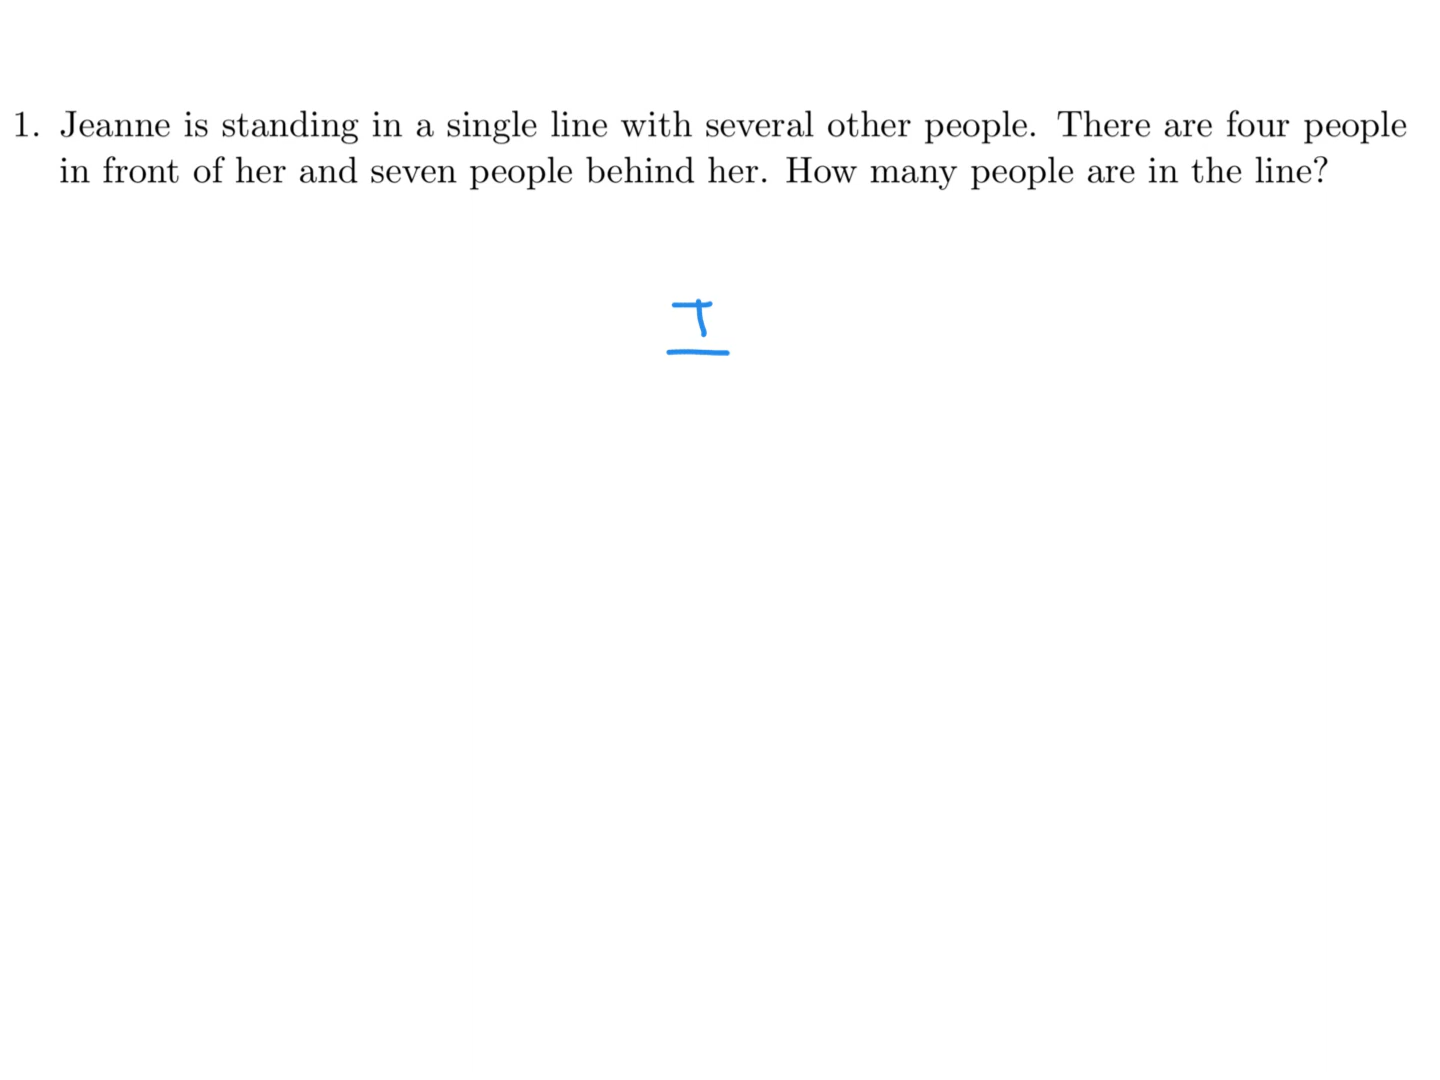 1. Jeanne is standing in a single line with several other people. There are four people
in front of her and seven people behind her. How many people are in the line?